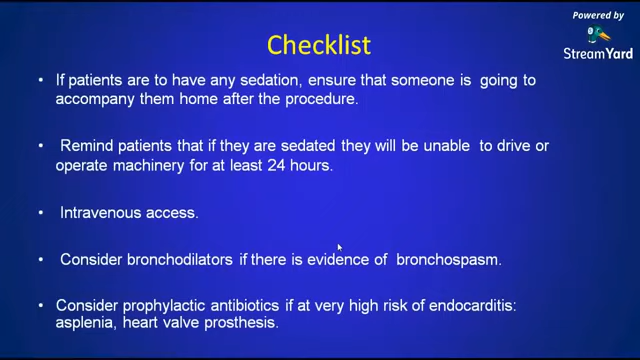 Powered by
StreamYard
Checklist
• If patients are to have any sedation, ensure that someone is going to
accompany them home after the procedure.
• Remind patients that if they are sedated they will be unable to drive or
operate machinery for at least 24 hours.
• Intravenous access.
• Consider bronchodilators if there is evidence of bronchospasm.
• Consider prophylactic antibiotics if at very high risk of endocarditis:
asplenia, heart valve prosthesis.